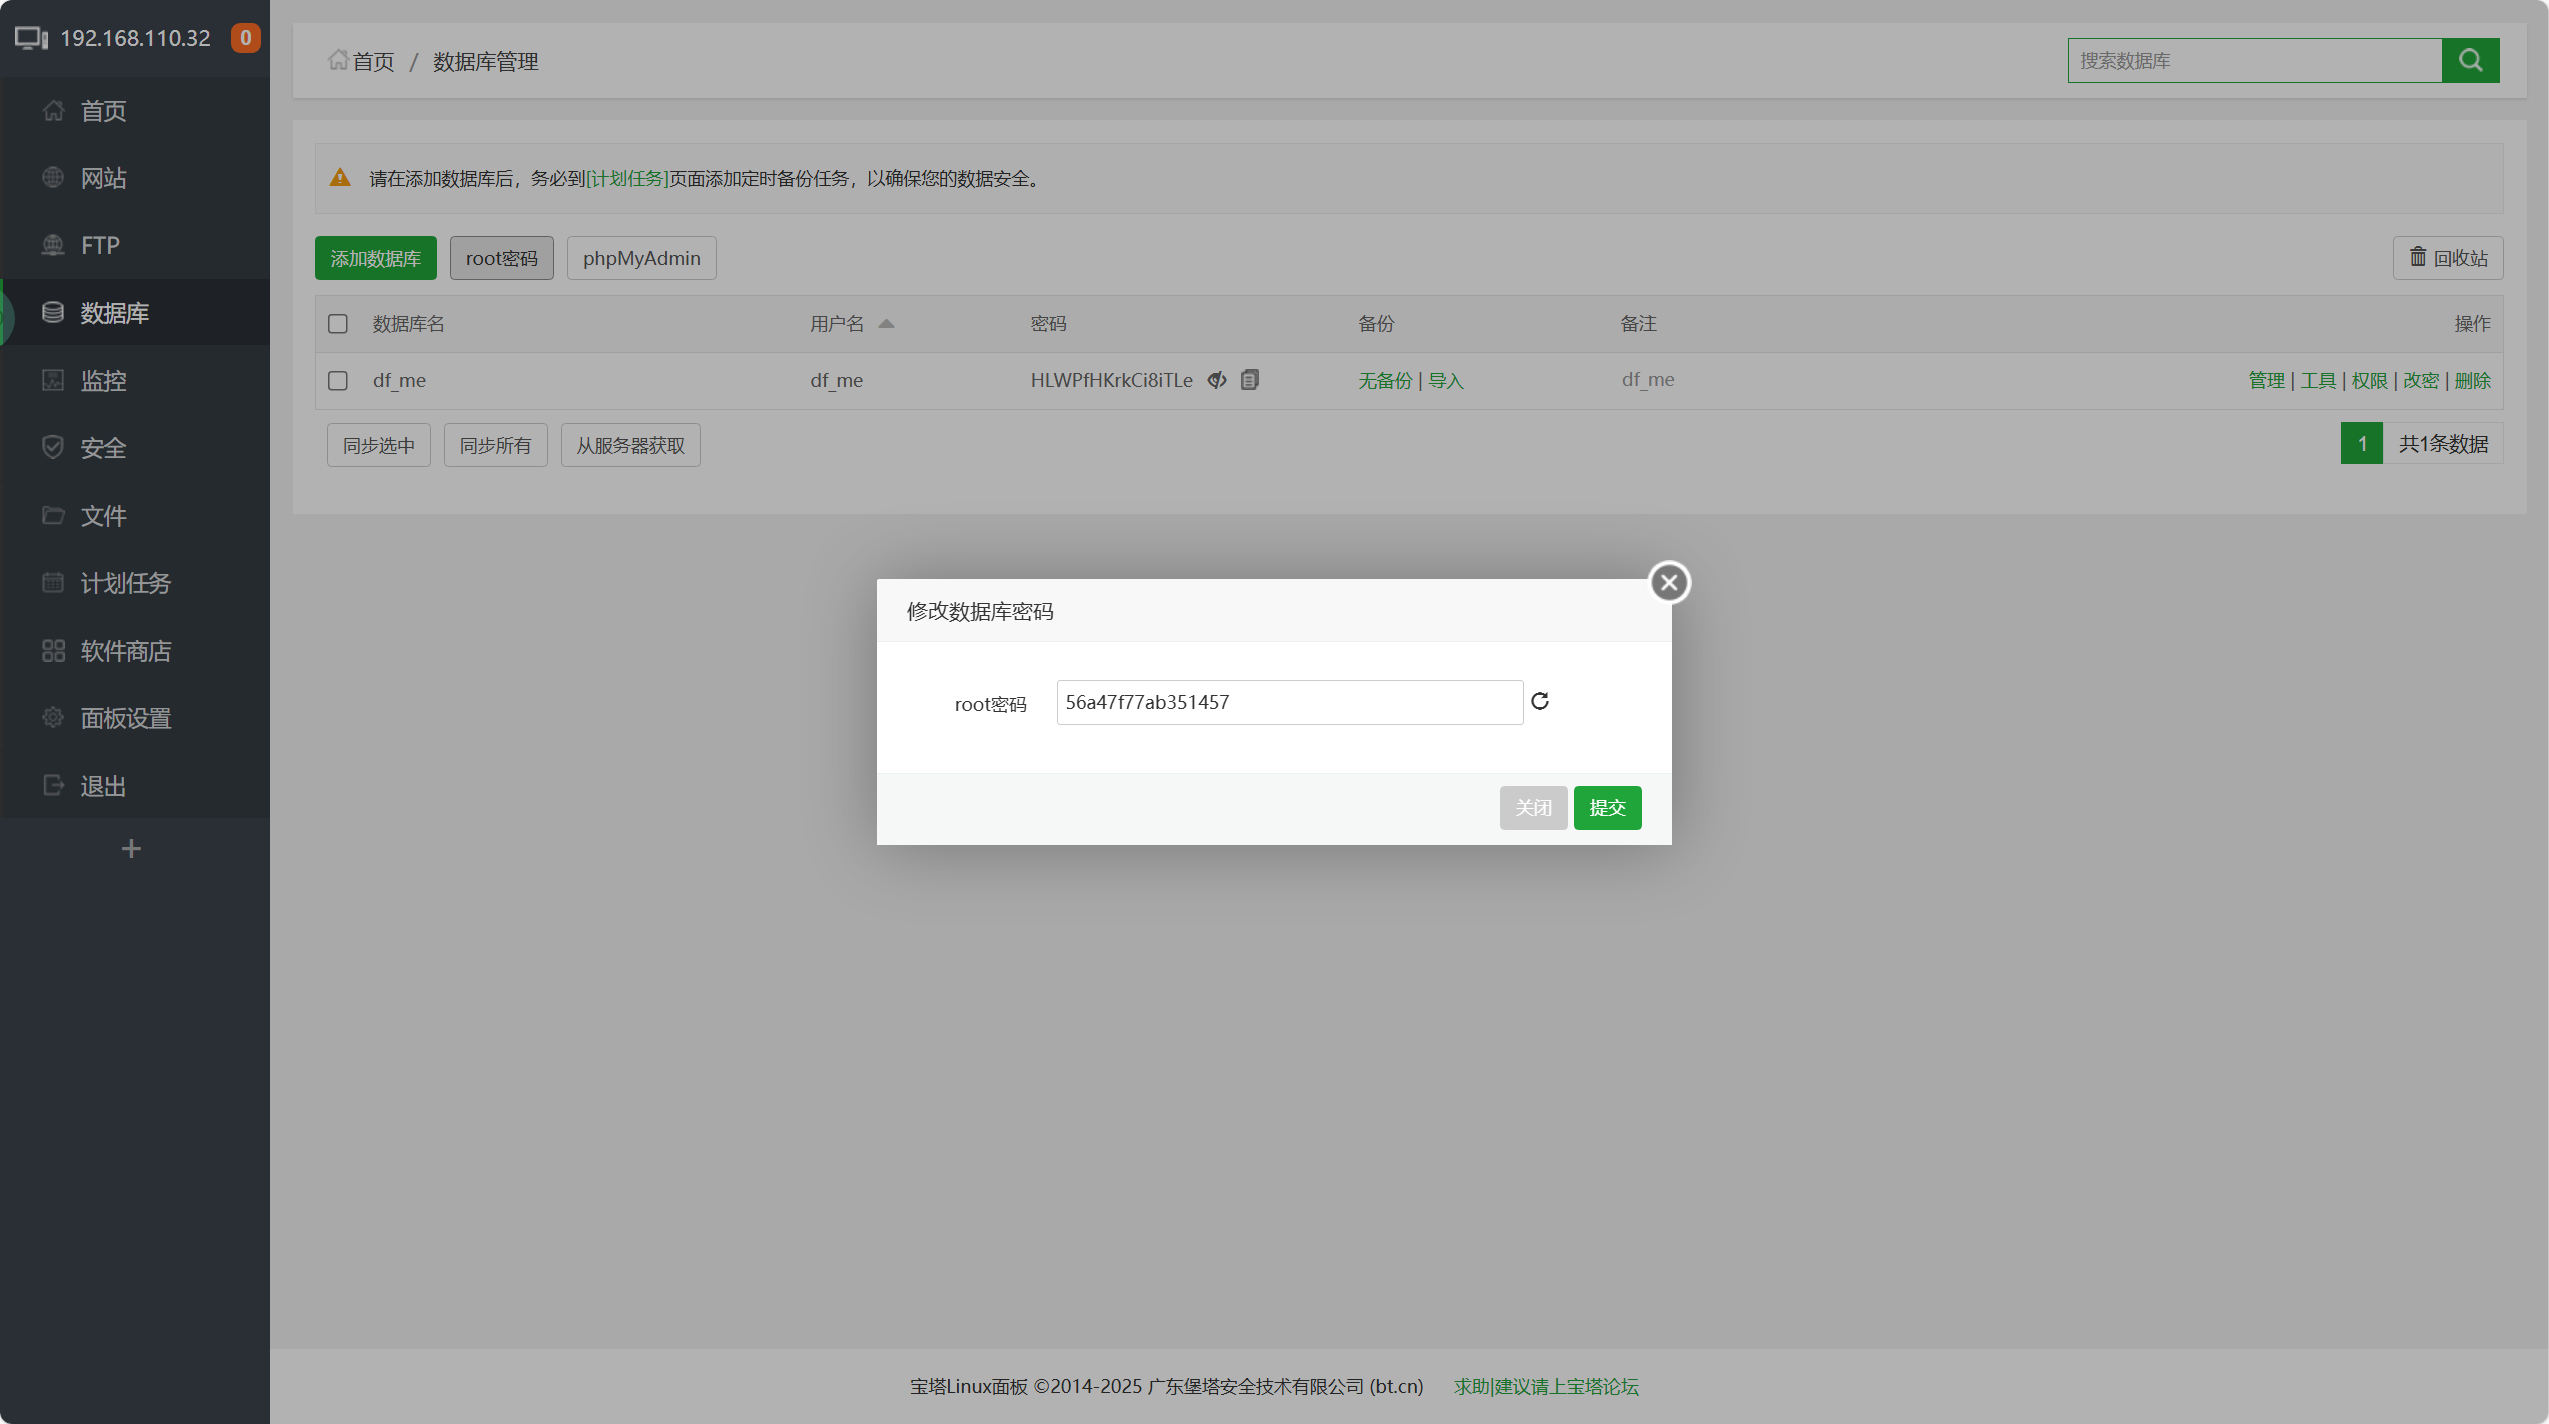 192.168.110.32 0
首页
网站
FTP
数据库
监控
安全
文件
计划任务
软件商店
面板设置
退出
+
首页 / 数据库管理
搜索数据库
请在添加数据库后，务必到[计划任务]页面添加定时备份任务，以确保您的数据安全。
添加数据库 root密码 phpMyAdmin 回收站
数据库名 用户名 密码 备份 备注 操作
df_me df_me HLWPfHKrkCi8iTLe 无备份 | 导入 df_me 管理 | 工具 | 权限 | 改密 | 删除
同步选中 同步所有 从服务器获取 1 共1条数据
修改数据库密码
root密码 56a47f77ab351457
关闭 提交
宝塔Linux面板 ©2014-2025 广东堡塔安全技术有限公司 (bt.cn) 求助|建议请上宝塔论坛